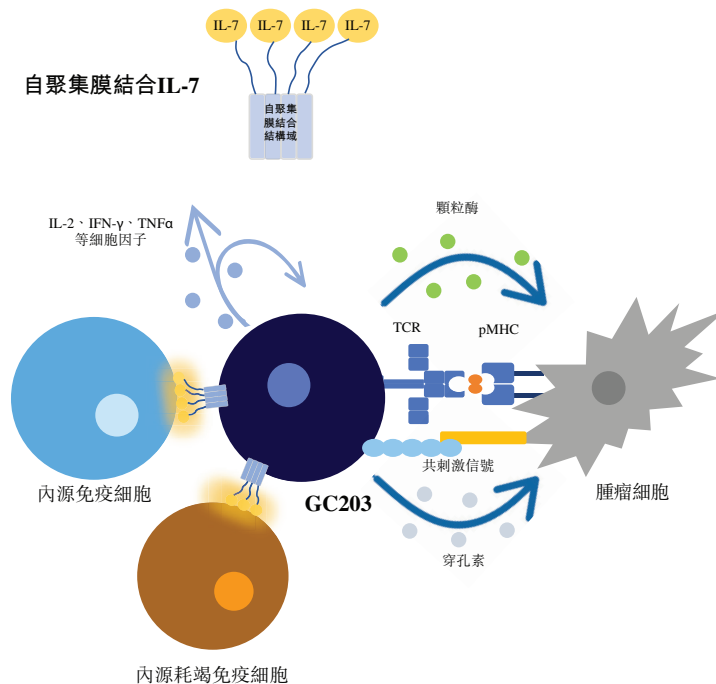 IL-7 IL-7 IL-7 IL-7
自聚集膜結合IL-7
自聚集
膜結合
結構域
IL-2、IFN-γ、TNFα
等細胞因子
顆粒酶
TCR
pMHC
共刺激信號
內源免疫細胞
GC203
腫瘤細胞
穿孔素
內源耗竭免疫細胞